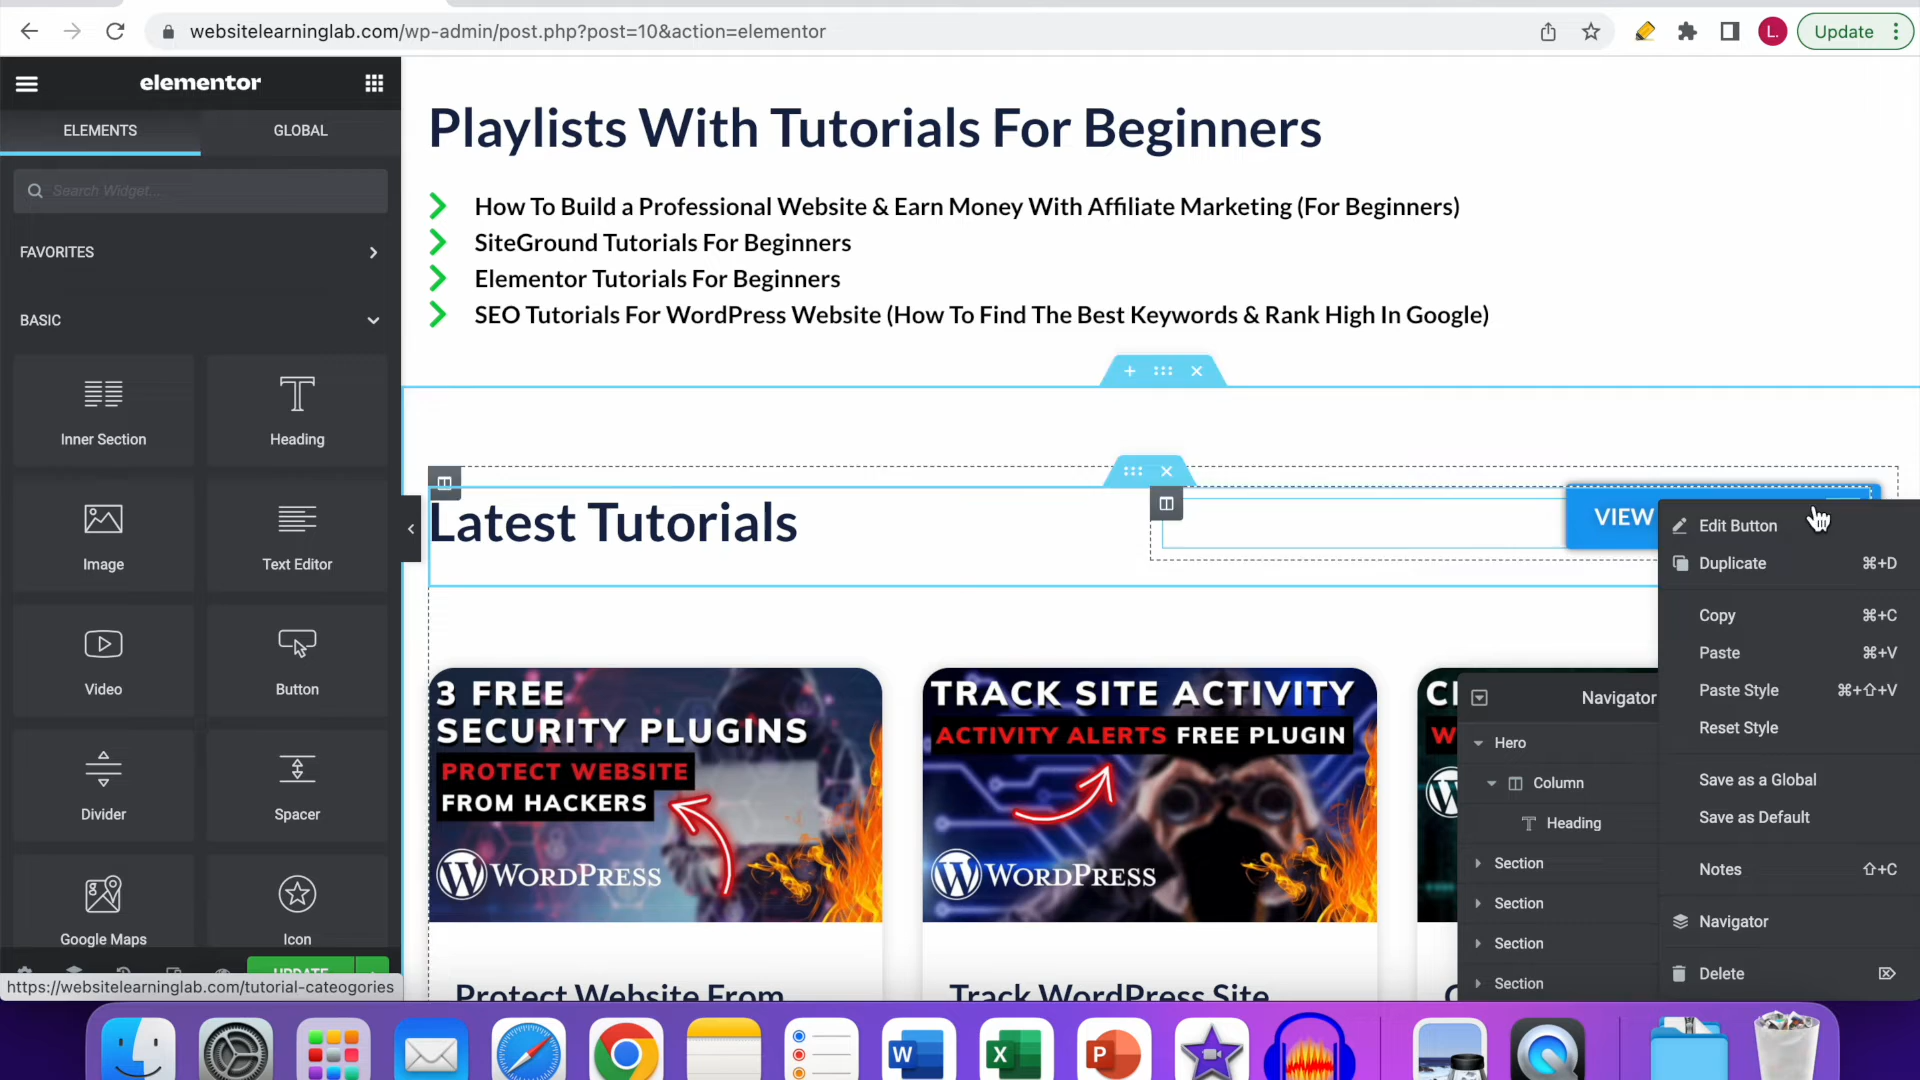 websitelearninglab.com/wp-admin/post.php?post=10&action=elementor
L.
Update
elementor
ELEMENTS
GLOBAL
Search Widget...
FAVORITES
BASIC
Inner Section
Heading
Image
Text Editor
Video
Button
Divider
Spacer
Google Maps
Icon
UPDATE
https://websitelearninglab.com/tutorial-cateogories
Playlists With Tutorials For Beginners
How To Build a Professional Website & Earn Money With Affiliate Marketing (For Beginners)
SiteGround Tutorials For Beginners
Elementor Tutorials For Beginners
SEO Tutorials For WordPress Website (How To Find The Best Keywords & Rank High In Google)
Latest Tutorials
VIEW
3 FREE
SECURITY PLUGINS
PROTECT WEBSITE
FROM HACKERS
WORDPRESS
Protect Website From
TRACK SITE ACTIVITY
ACTIVITY ALERTS FREE PLUGIN
WORDPRESS
Track WordPress Site
Navigator
Hero
Column
Heading
Section
Section
Section
Section
Edit Button
Duplicate ⌘+D
Copy ⌘+C
Paste ⌘+V
Paste Style ⌘+⇧+V
Reset Style
Save as a Global
Save as Default
Notes ⇧+C
Navigator
Delete ⌦
W
X
P